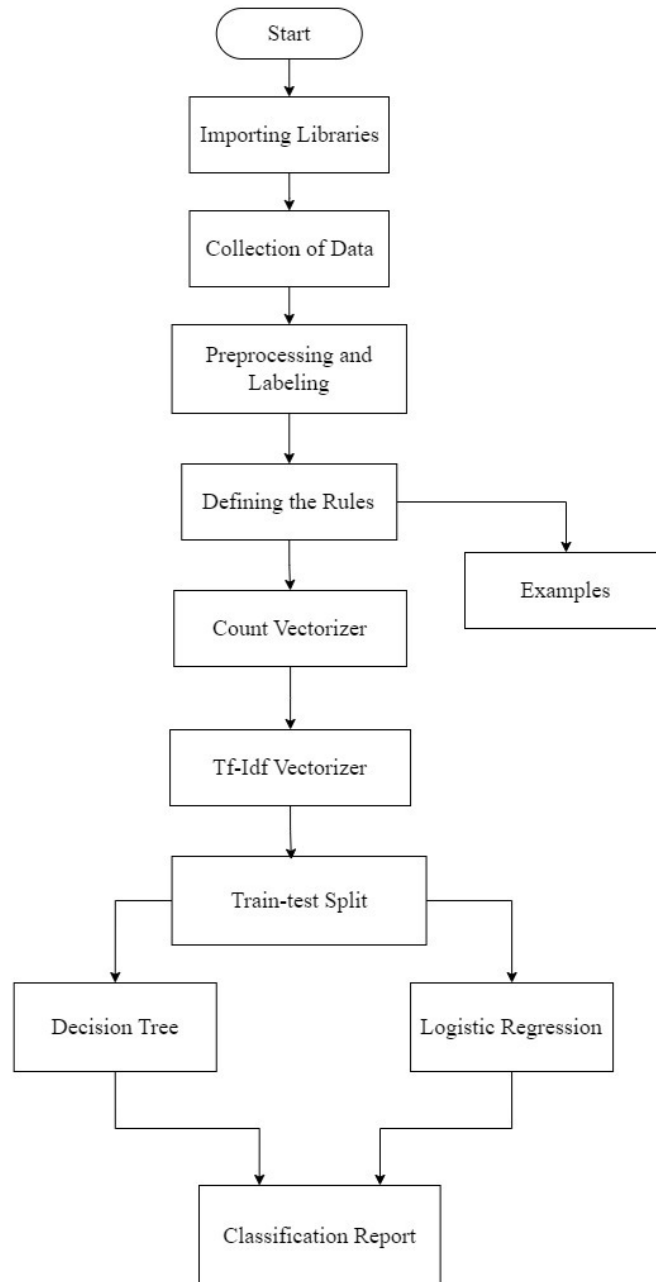 Start
Importing Libraries
Collection of Data
Preprocessing and
Labeling
Defining the Rules
Examples
Count Vectorizer
Tf-Idf Vectorizer
Train-test Split
Decision Tree
Logistic Regression
Classification Report